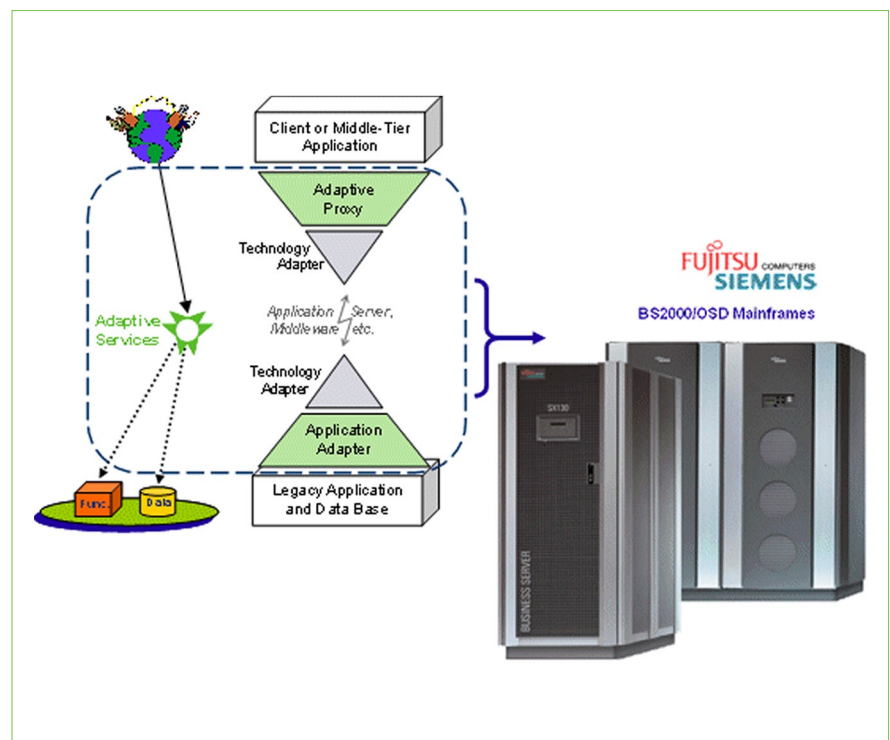 Client or Middle-Tier
Application
Adaptive
Proxy
Technology
Adapter
Application Server,
Middleware etc.
Adaptive
Services
Technology
Adapter
Application
Adapter
Legacy Application
and Data Base
Func.
Data
FUJITSU COMPUTERS
SIEMENS
BS2000/OSD Mainframes
SX130
BUSINESS SERVER